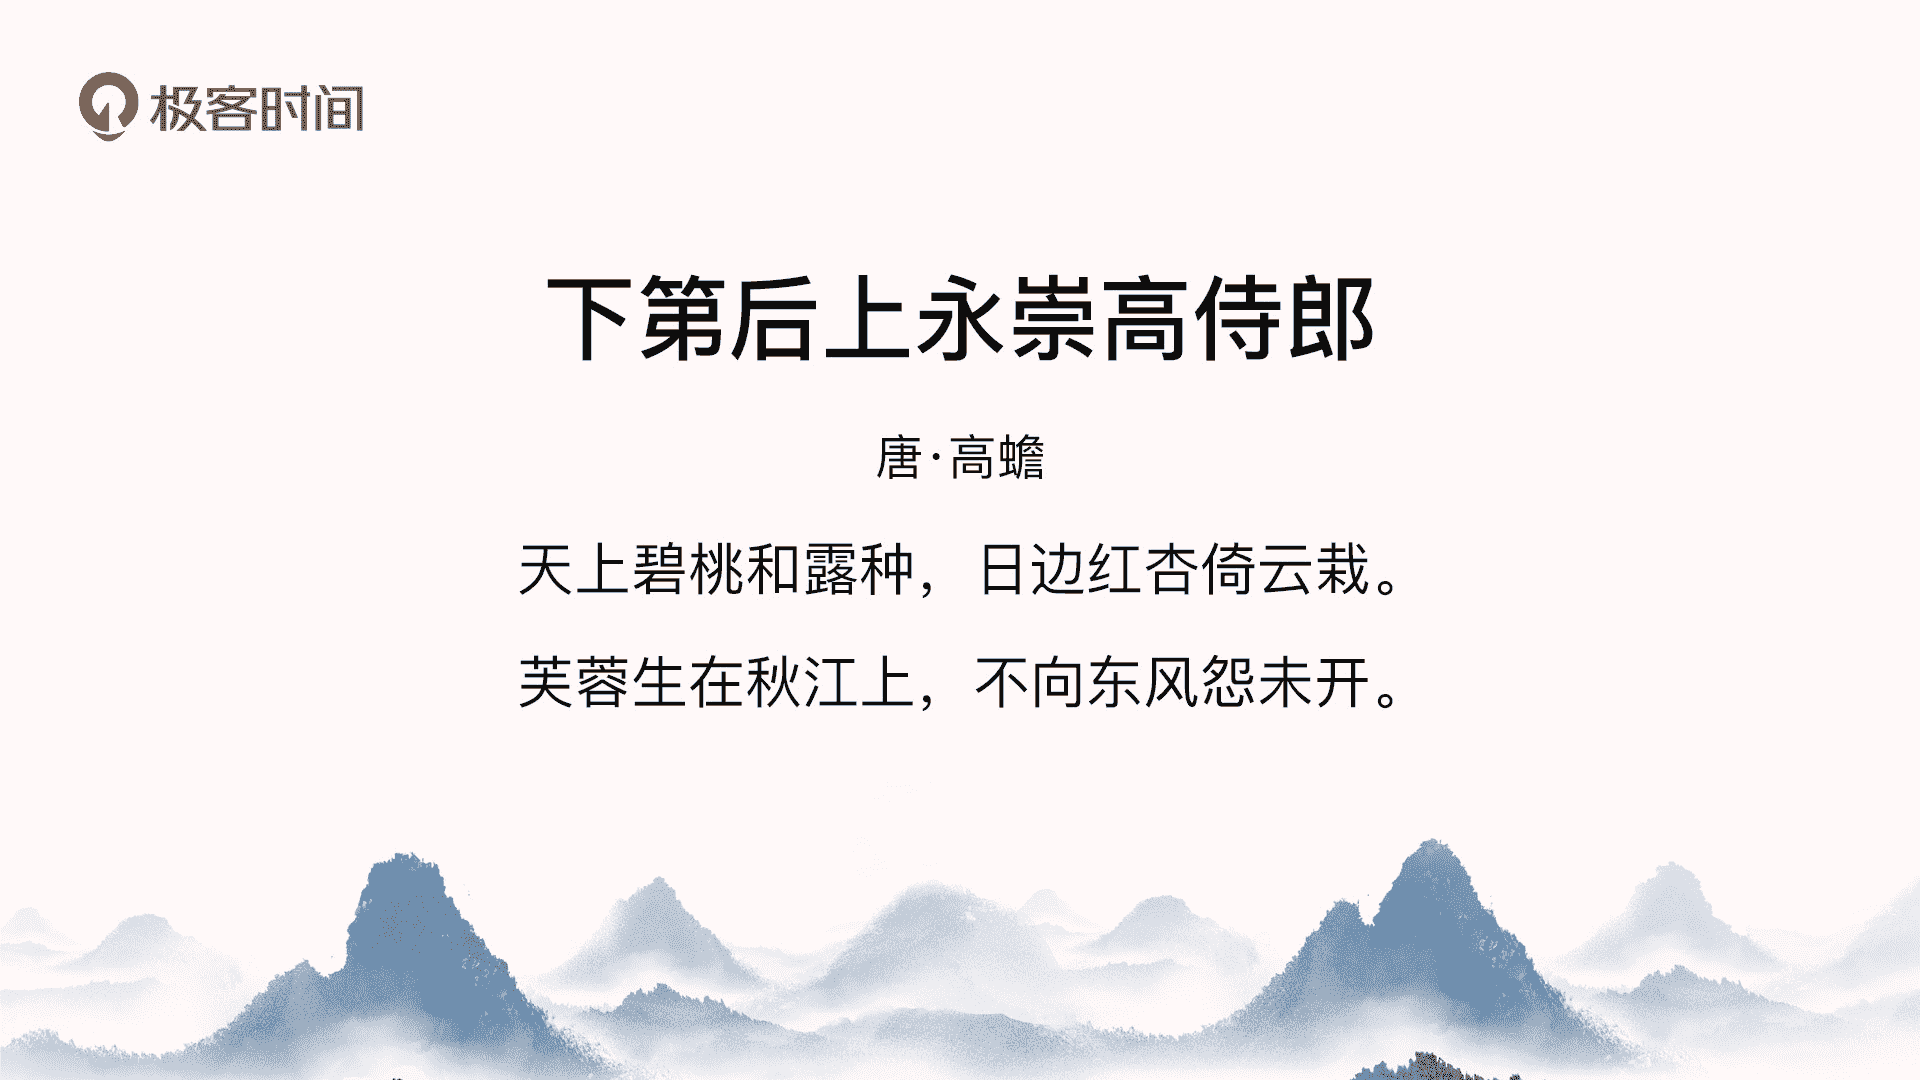 极客时间
下第后上永崇高侍郎
唐·高蟾
天上碧桃和露种，日边红杏倚云栽。
芙蓉生在秋江上，不向东风怨未开。